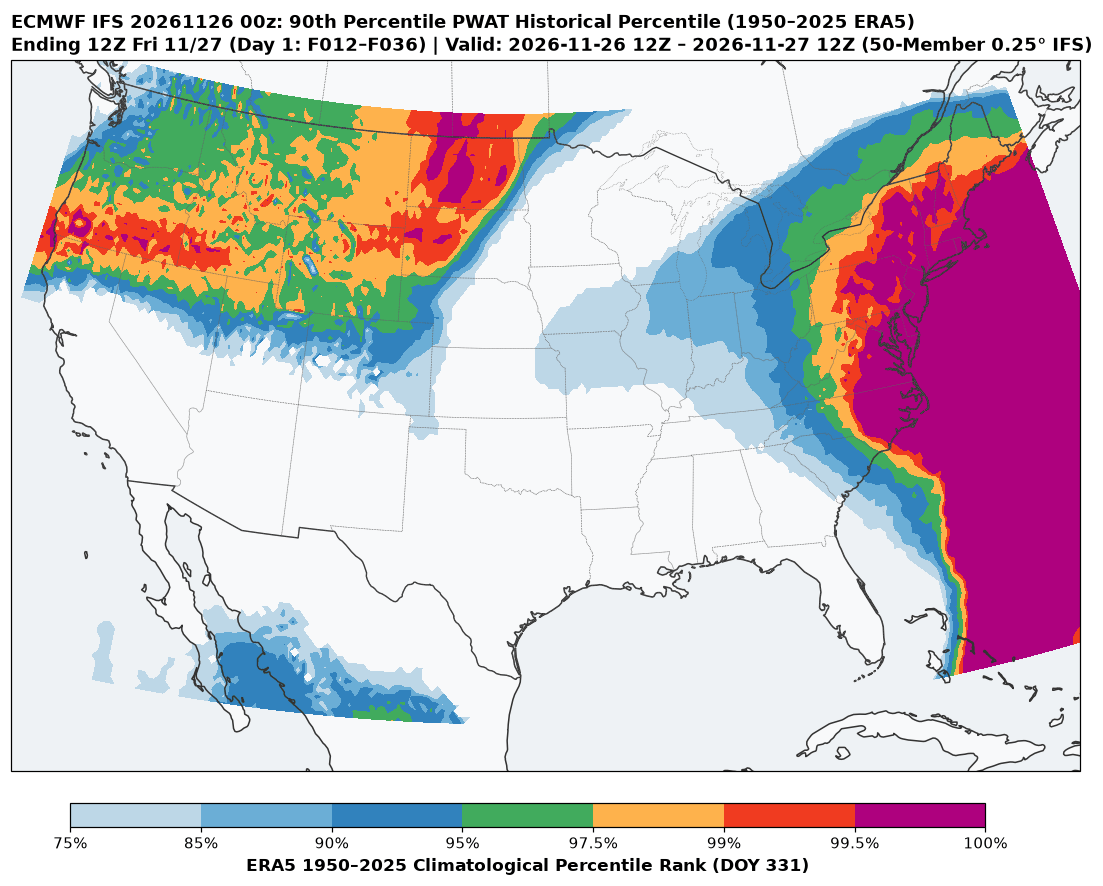 ECMWF IFS 20261126 00z: 90th Percentile PWAT Historical Percentile (1950–2025 ERA5)
Ending 12Z Fri 11/27 (Day 1: F012–F036) | Valid: 2026-11-26 12Z – 2026-11-27 12Z (50-Member 0.25° IFS)
75% 85% 90% 95% 97.5% 99% 99.5% 100%
ERA5 1950–2025 Climatological Percentile Rank (DOY 331)